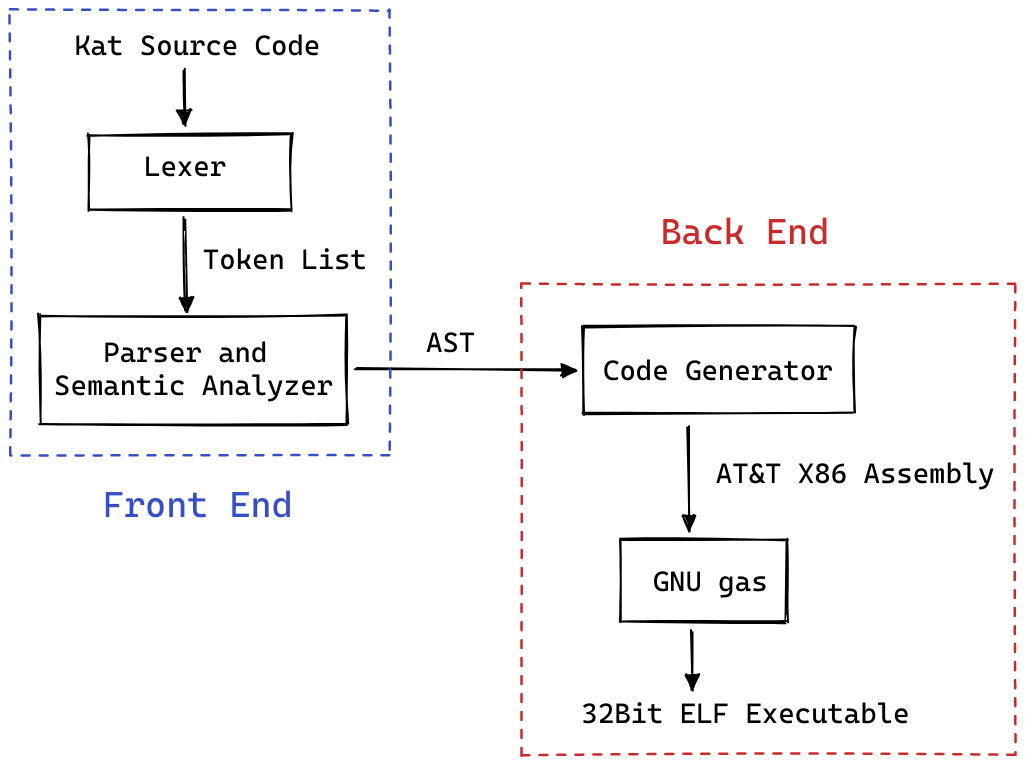 Kat Source Code
Lexer
Token List
Parser and
Semantic Analyzer
Front End
AST
Back End
Code Generator
AT&T X86 Assembly
GNU gas
32Bit ELF Executable